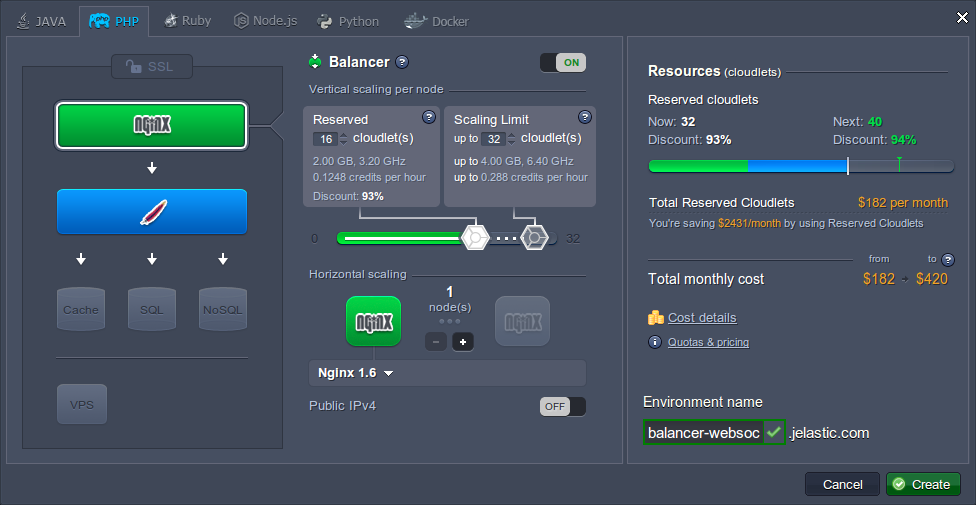 JAVA PHP Ruby Node.js Python Docker
SSL
NGINX
Cache SQL NoSQL
VPS
Balancer ? ON
Vertical scaling per node
Reserved ?
16 cloudlet(s)
2.00 GB, 3.20 GHz
0.1248 credits per hour
Discount: 93%
Scaling Limit ?
up to 32 cloudlet(s)
up to 4.00 GB, 6.40 GHz
up to 0.288 credits per hour
0 32
Horizontal scaling
NGINX
1
node(s)
- +
NGINX
Nginx 1.6
Public IPv4 OFF
Resources (cloudlets)
Reserved cloudlets
Now: 32 Next: 40
Discount: 93% Discount: 94%
Total Reserved Cloudlets $182 per month
You're saving $2431/month by using Reserved Cloudlets
from to ?
Total monthly cost $182 $420
Cost details
i Quotas & pricing
Environment name
balancer-websoc .jelastic.com
Cancel Create